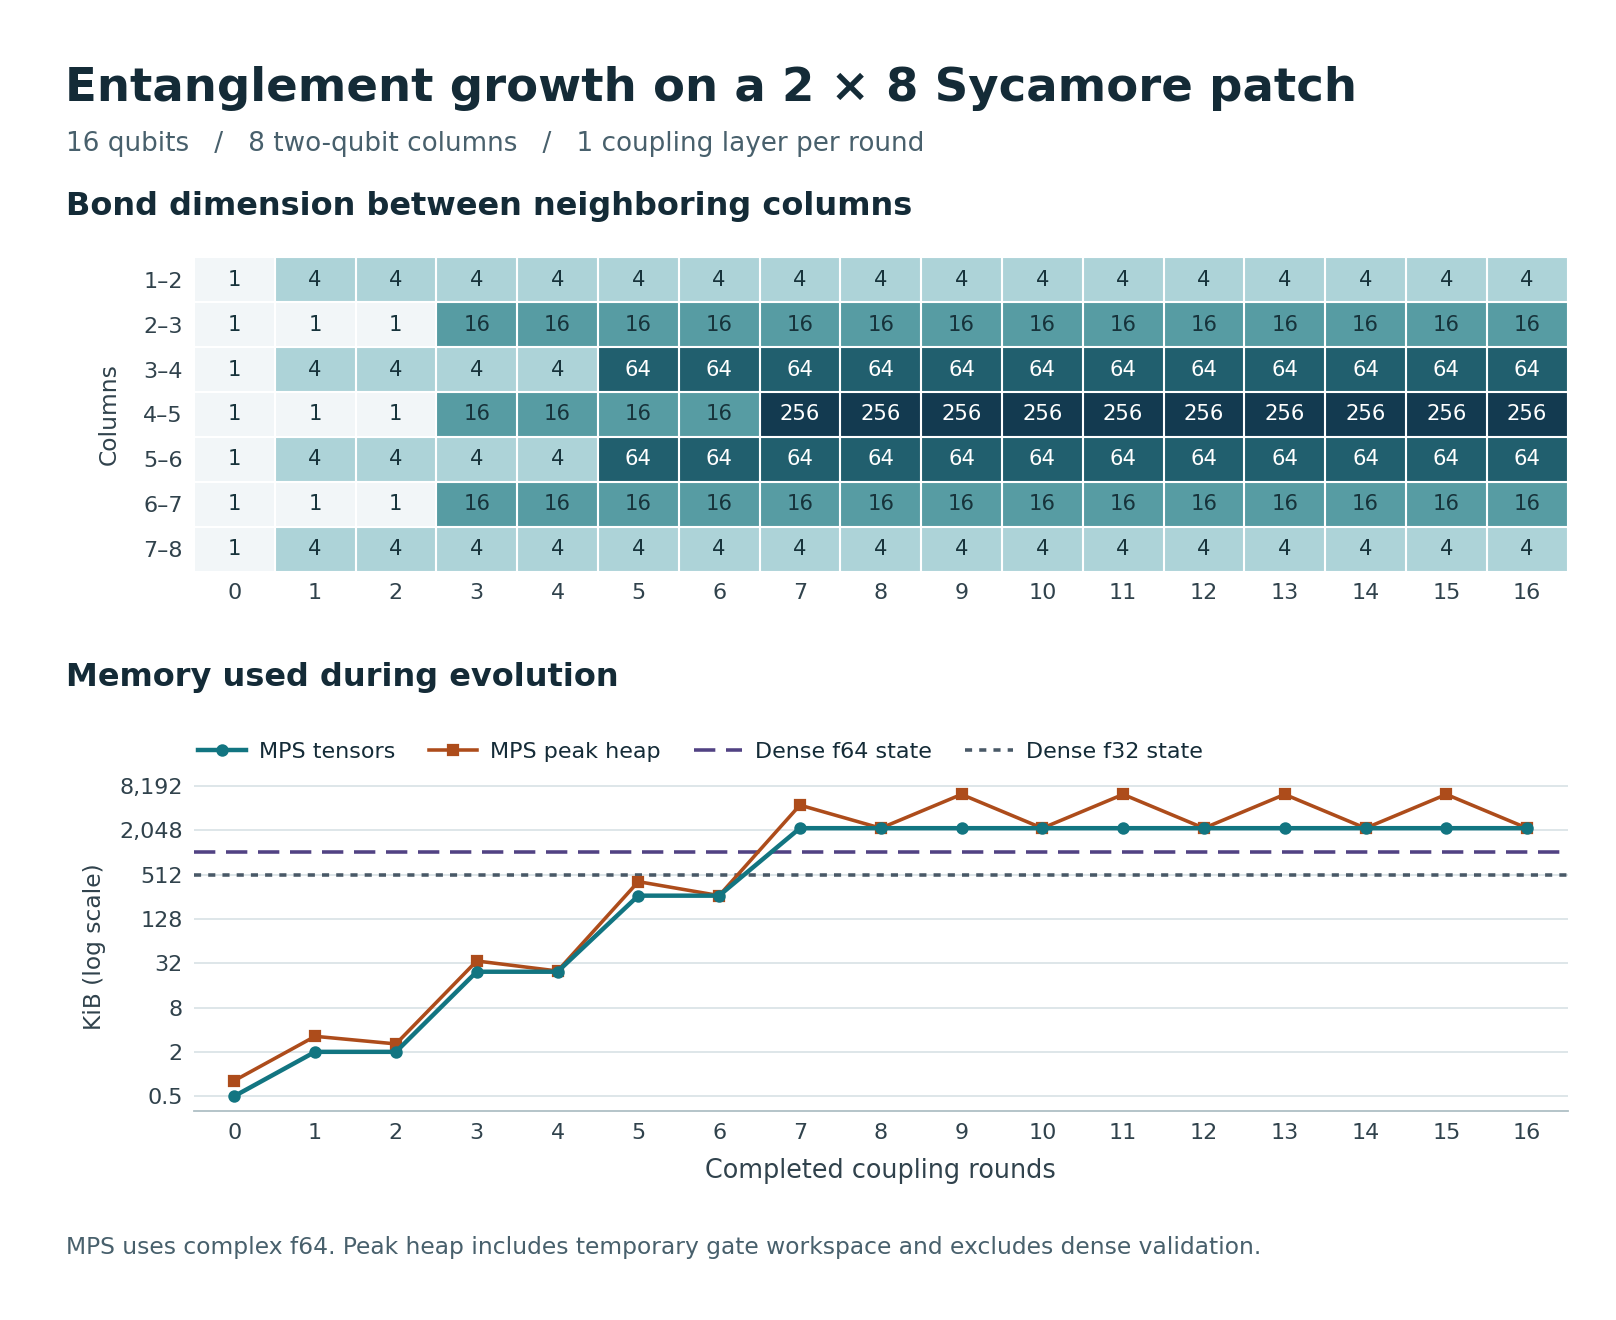 Entanglement growth on a 2 × 8 Sycamore patch
16 qubits / 8 two-qubit columns / 1 coupling layer per round
Bond dimension between neighboring columns
Columns
1–2 1 4 4 4 4 4 4 4 4 4 4 4 4 4 4 4 4
2–3 1 1 1 16 16 16 16 16 16 16 16 16 16 16 16 16 16
3–4 1 4 4 4 4 64 64 64 64 64 64 64 64 64 64 64 64
4–5 1 1 1 16 16 16 16 256 256 256 256 256 256 256 256 256 256
5–6 1 4 4 4 4 64 64 64 64 64 64 64 64 64 64 64 64
6–7 1 1 1 16 16 16 16 16 16 16 16 16 16 16 16 16 16
7–8 1 4 4 4 4 4 4 4 4 4 4 4 4 4 4 4 4
0 1 2 3 4 5 6 7 8 9 10 11 12 13 14 15 16
Memory used during evolution
MPS tensors MPS peak heap Dense f64 state Dense f32 state
KiB (log scale)
8,192
2,048
512
128
32
8
2
0.5
0 1 2 3 4 5 6 7 8 9 10 11 12 13 14 15 16
Completed coupling rounds
MPS uses complex f64. Peak heap includes temporary gate workspace and excludes dense validation.